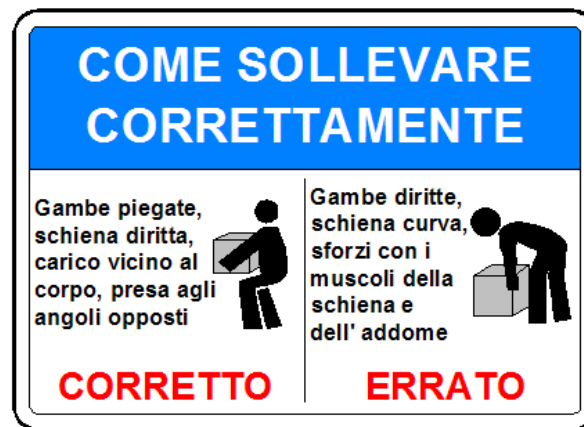 COME SOLLEVARE
CORRETTAMENTE
Gambe piegate,
schiena diritta,
carico vicino al
corpo, presa agli
angoli opposti
CORRETTO
Gambe diritte,
schiena curva,
sforzi con i
muscoli della
schiena e
dell' addome
ERRATO